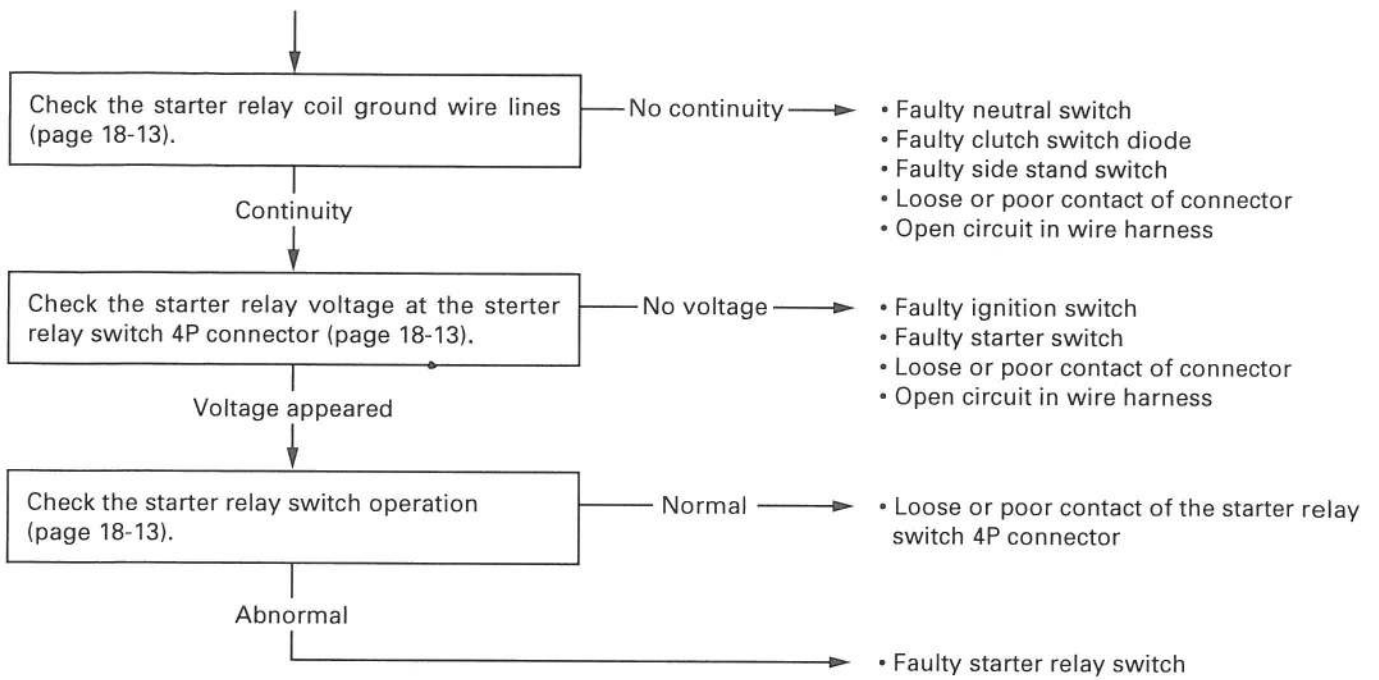 Check the starter relay coil ground wire lines
(page 18-13).
No continuity
• Faulty neutral switch
• Faulty clutch switch diode
• Faulty side stand switch
• Loose or poor contact of connector
• Open circuit in wire harness
Continuity
Check the starter relay voltage at the sterter
relay switch 4P connector (page 18-13).
No voltage
• Faulty ignition switch
• Faulty starter switch
• Loose or poor contact of connector
• Open circuit in wire harness
Voltage appeared
Check the starter relay switch operation
(page 18-13).
Normal
• Loose or poor contact of the starter relay
switch 4P connector
Abnormal
• Faulty starter relay switch